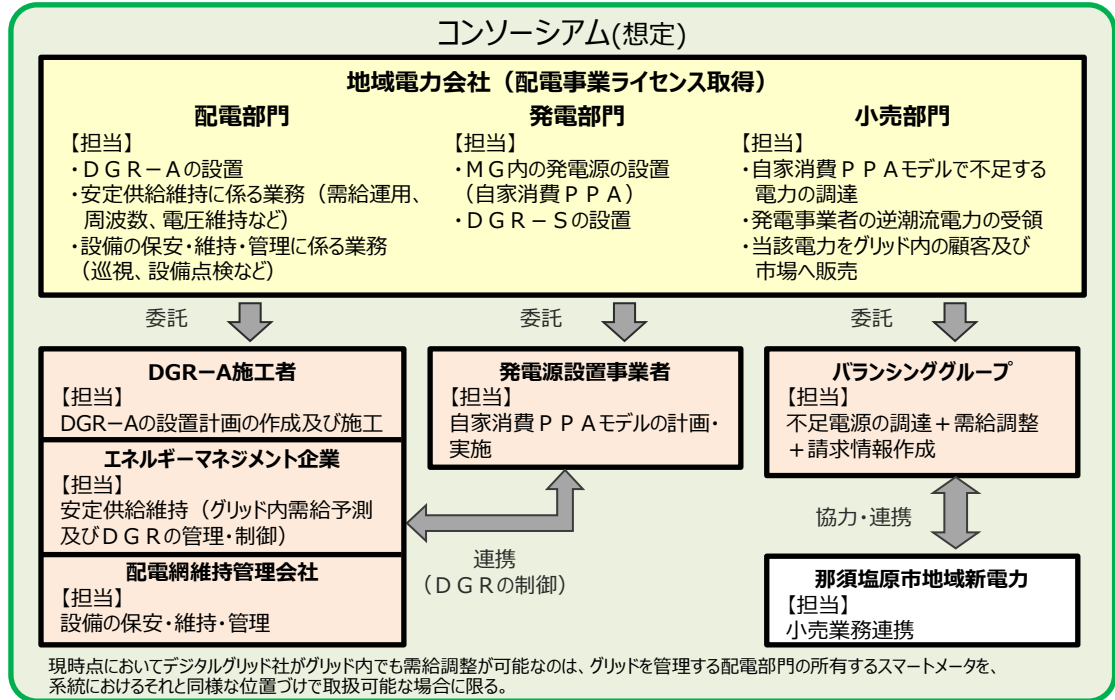 コンソーシアム(想定)
地域電力会社（配電事業ライセンス取得）
配電部門
【担当】
・ＤＧＲ－Ａの設置
・安定供給維持に係る業務（需給運用、
周波数、電圧維持など）
・設備の保安・維持・管理に係る業務
（巡視、設備点検など）
発電部門
【担当】
・ＭＧ内の発電源の設置
（自家消費ＰＰＡ）
・ＤＧＲ－Ｓの設置
小売部門
【担当】
・自家消費ＰＰＡモデルで不足する
電力の調達
・発電事業者の逆潮流電力の受領
・当該電力をグリッド内の顧客及び
市場へ販売
委託
委託
委託
DGR－A施工者
【担当】
DGR－Aの設置計画の作成及び施工
エネルギーマネジメント企業
【担当】
安定供給維持（グリッド内需給予測
及びＤＧＲの管理・制御）
配電網維持管理会社
【担当】
設備の保安・維持・管理
発電源設置事業者
【担当】
自家消費ＰＰＡモデルの計画・
実施
連携
（ＤＧＲの制御）
バランシンググループ
【担当】
不足電源の調達＋需給調整
＋請求情報作成
協力・連携
那須塩原市地域新電力
【担当】
小売業務連携
現時点においてデジタルグリッド社がグリッド内でも需給調整が可能なのは、グリッドを管理する配電部門の所有するスマートメータを、
系統におけるそれと同様な位置づけで取扱可能な場合に限る。